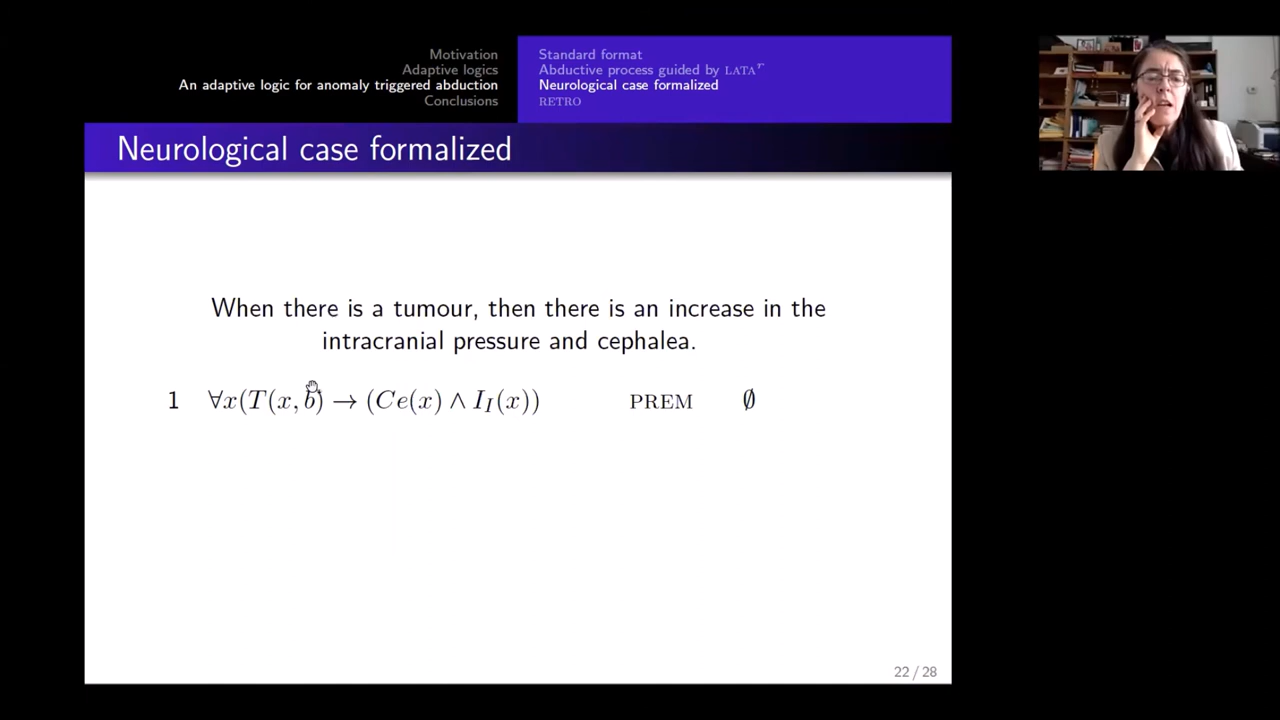 Motivation
Adaptive logics
An adaptive logic for anomaly triggered abduction
Conclusions
Standard format
Abductive process guided by LATAʳ
Neurological case formalized
RETRO
Neurological case formalized
When there is a tumour, then there is an increase in the
intracranial pressure and cephalea.
1 ∀x(T(x, b) → (Ce(x) ∧ I_I(x)) PREM ∅
22 / 28